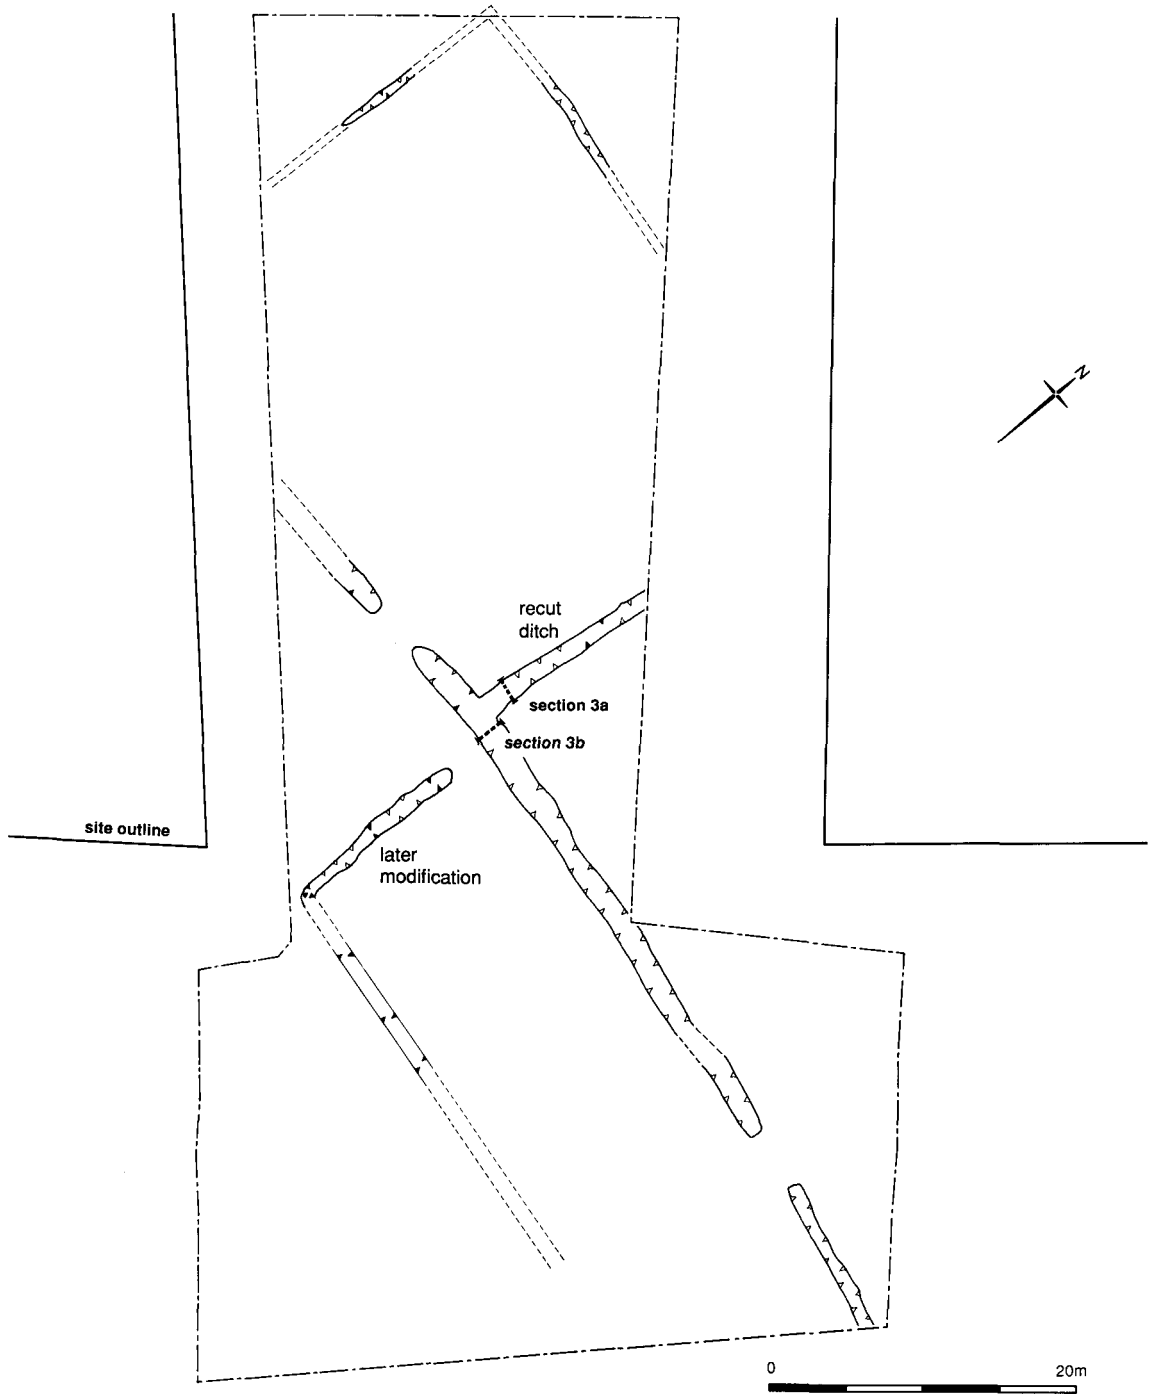 N
recut
ditch
section 3a
section 3b
site outline
later
modification
0
20m